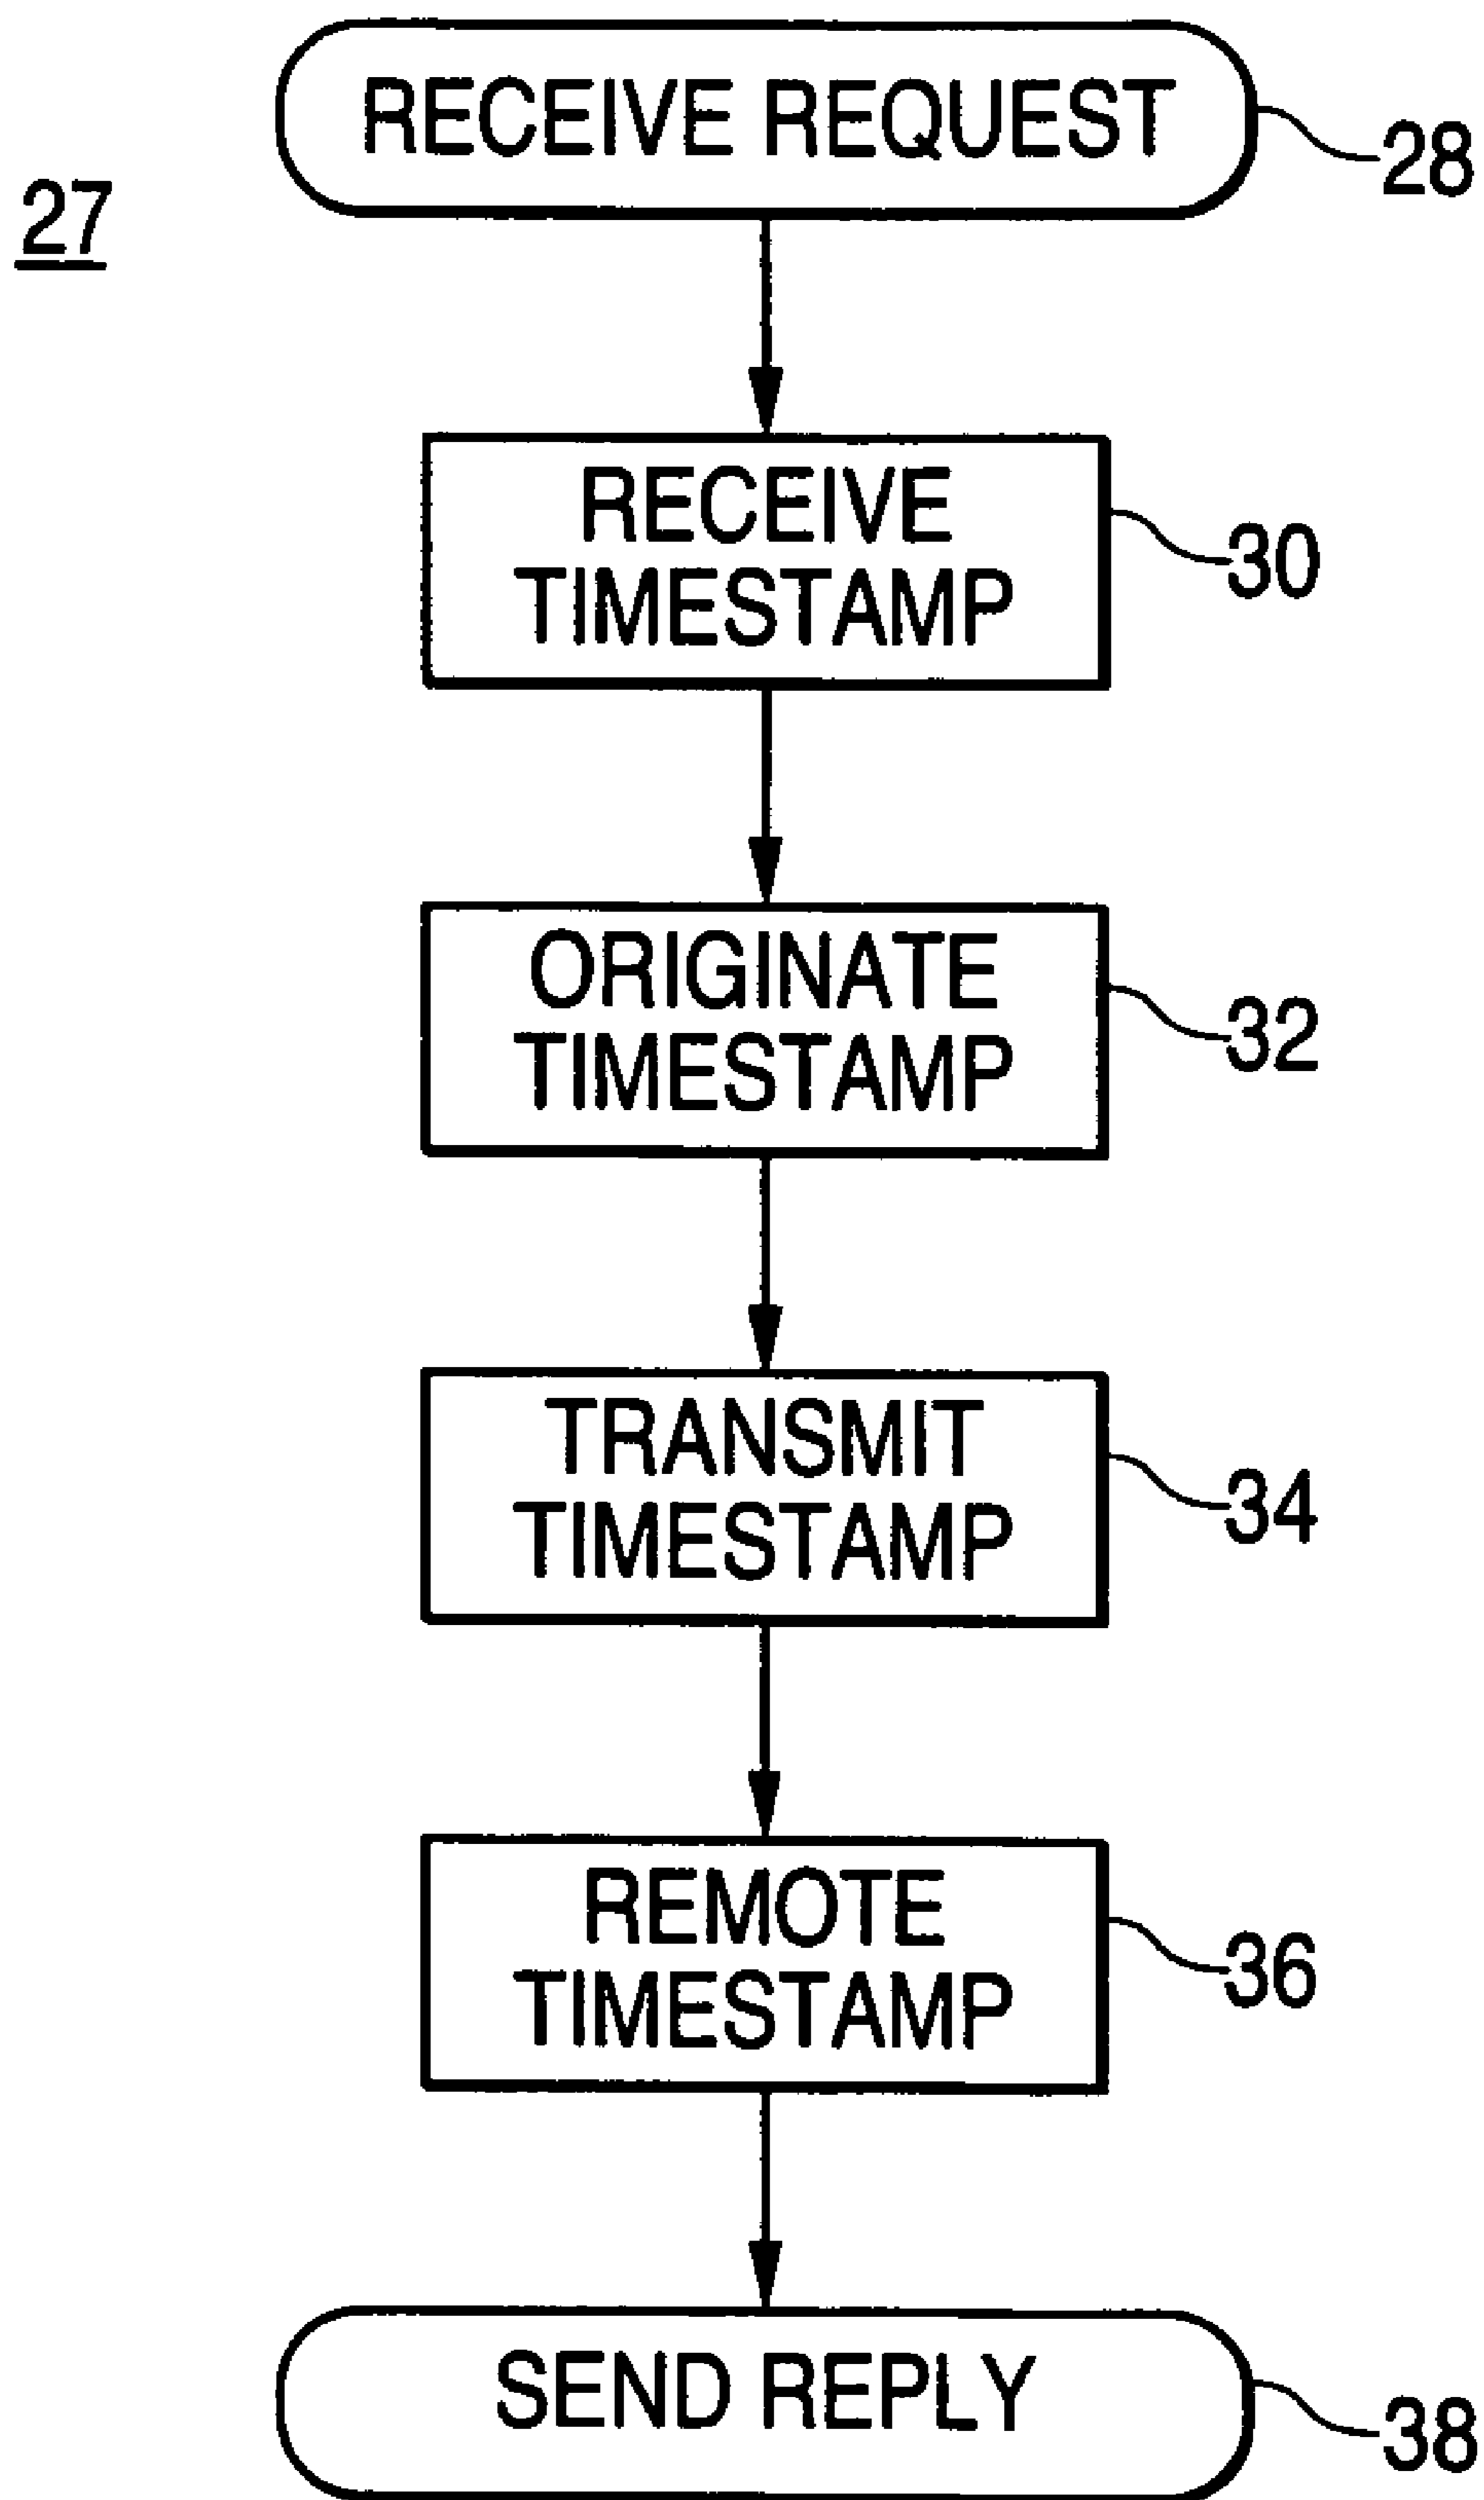 RECEIVE REQUEST
28
27
RECEIVE
TIMESTAMP
30
ORIGINATE
TIMESTAMP
32
TRANSMIT
TIMESTAMP
34
REMOTE
TIMESTAMP
36
SEND REPLY
38